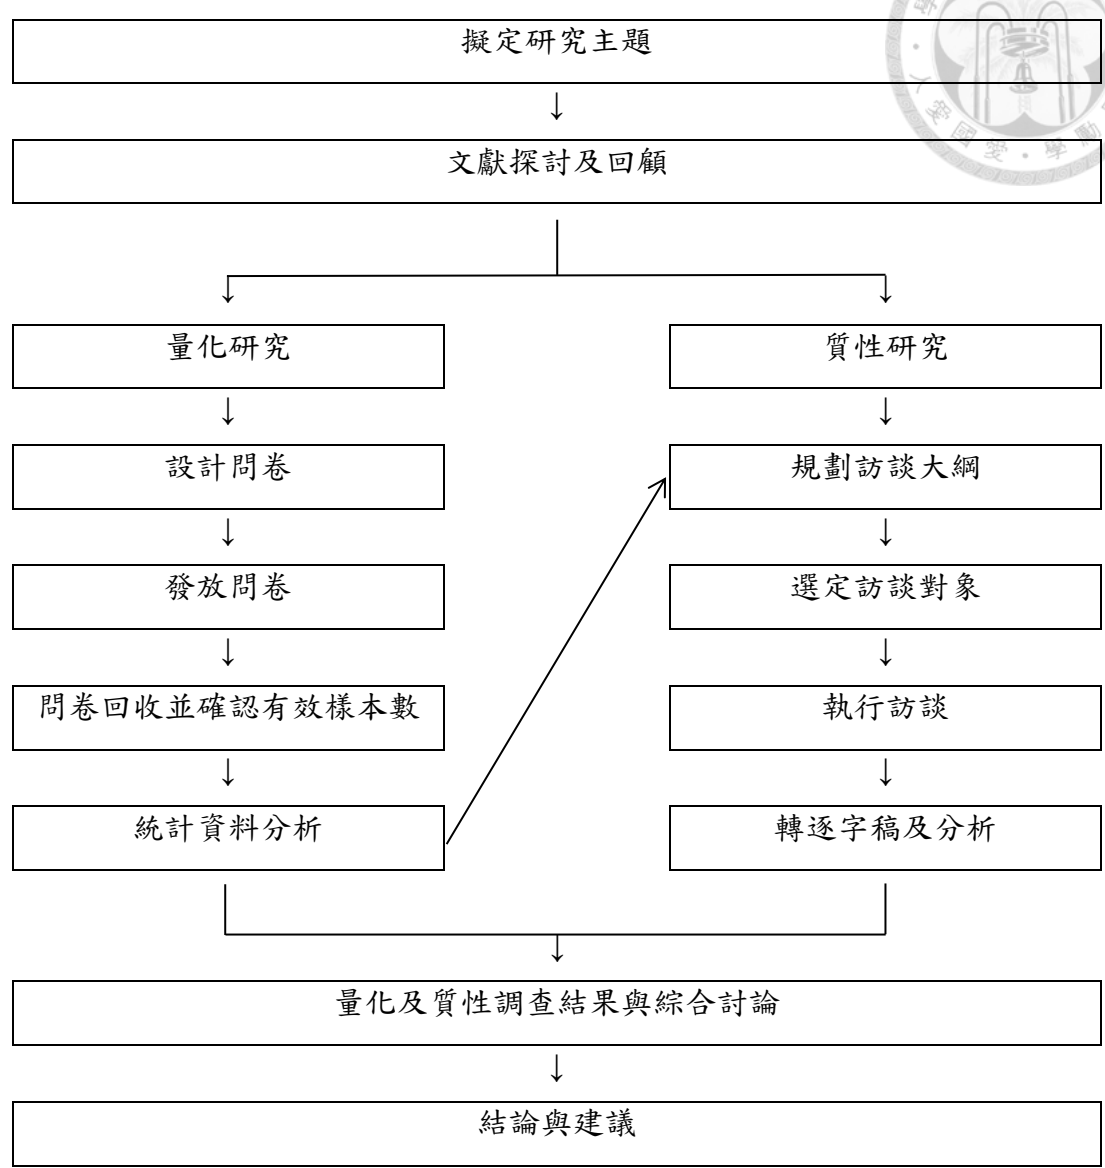 擬定研究主題
文獻探討及回顧
量化研究
設計問卷
發放問卷
問卷回收並確認有效樣本數
統計資料分析
質性研究
規劃訪談大綱
選定訪談對象
執行訪談
轉逐字稿及分析
量化及質性調查結果與綜合討論
結論與建議